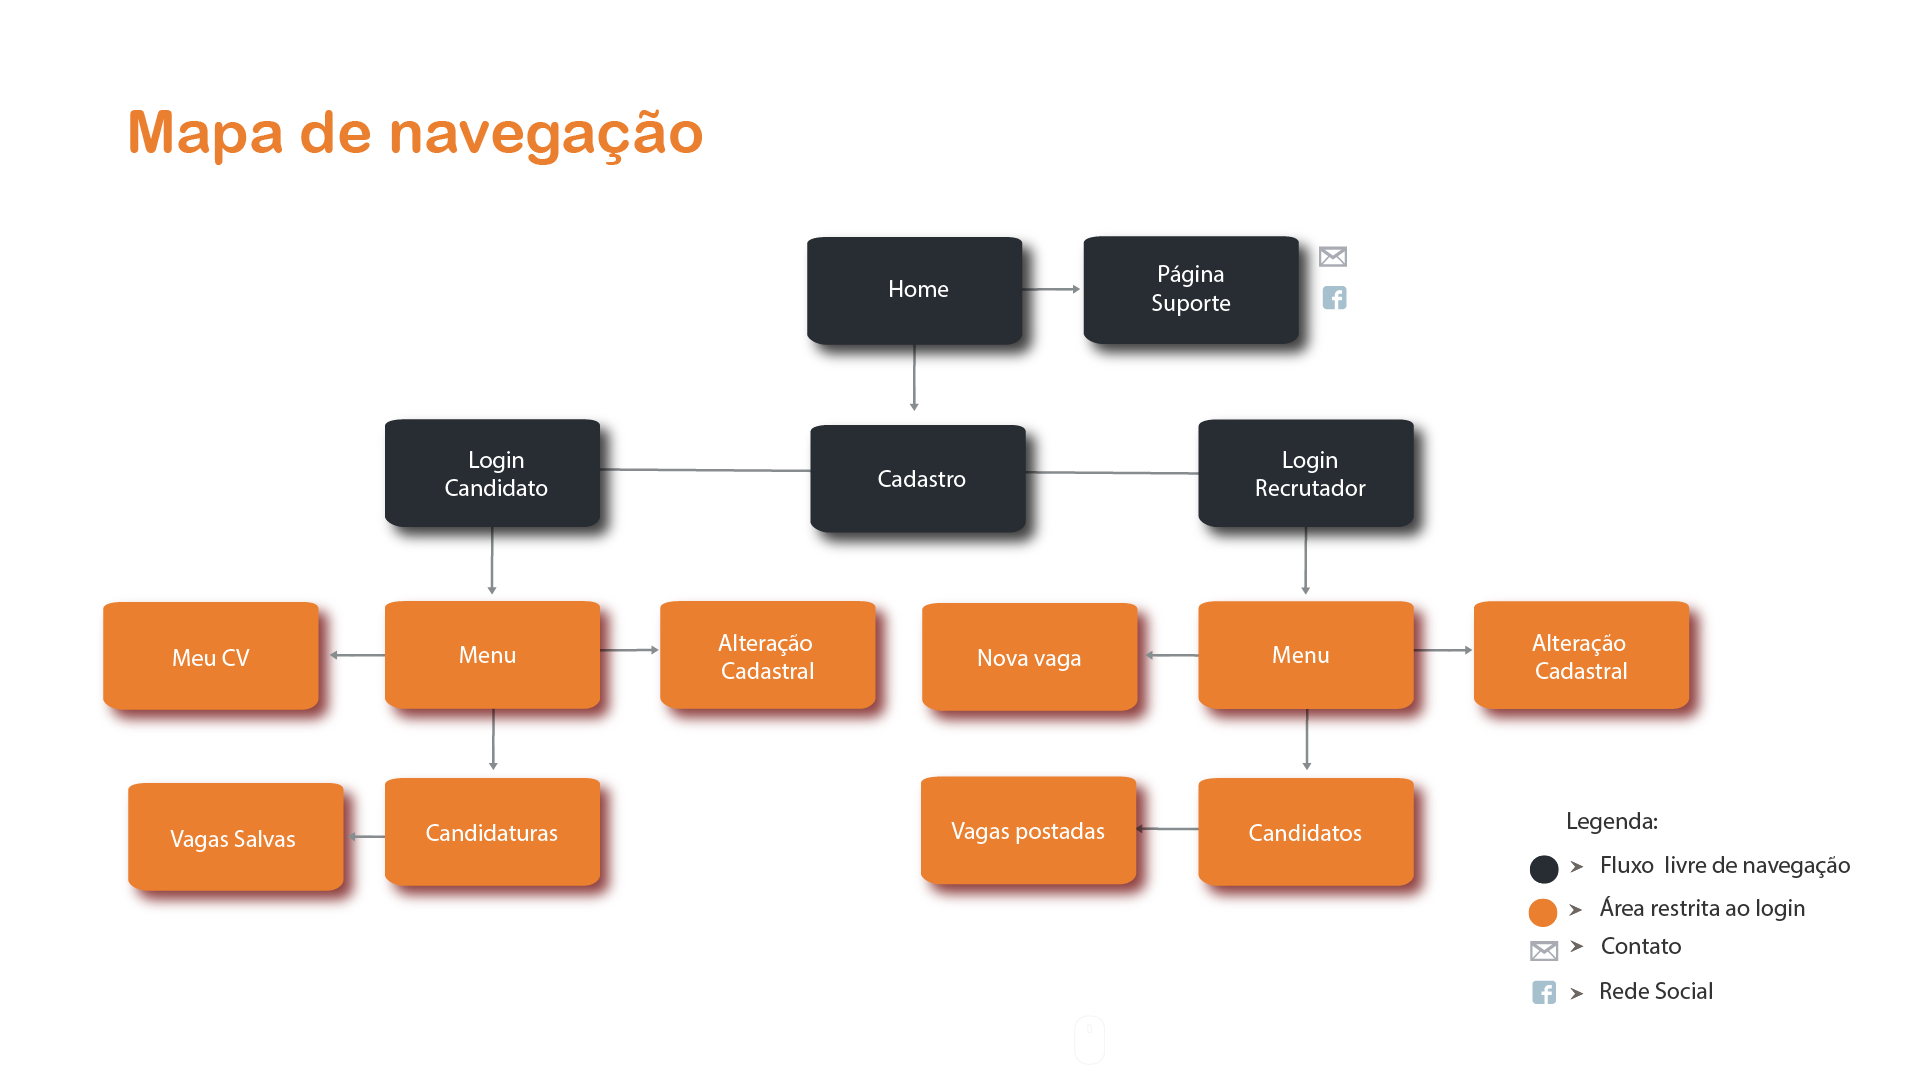 Mapa de navegação
Home
Página
Suporte
Login
Candidato
Cadastro
Login
Recrutador
Meu CV
Menu
Alteração
Cadastral
Nova vaga
Menu
Alteração
Cadastral
Vagas Salvas
Candidaturas
Vagas postadas
Candidatos
Legenda:
Fluxo livre de navegação
Área restrita ao login
Contato
Rede Social